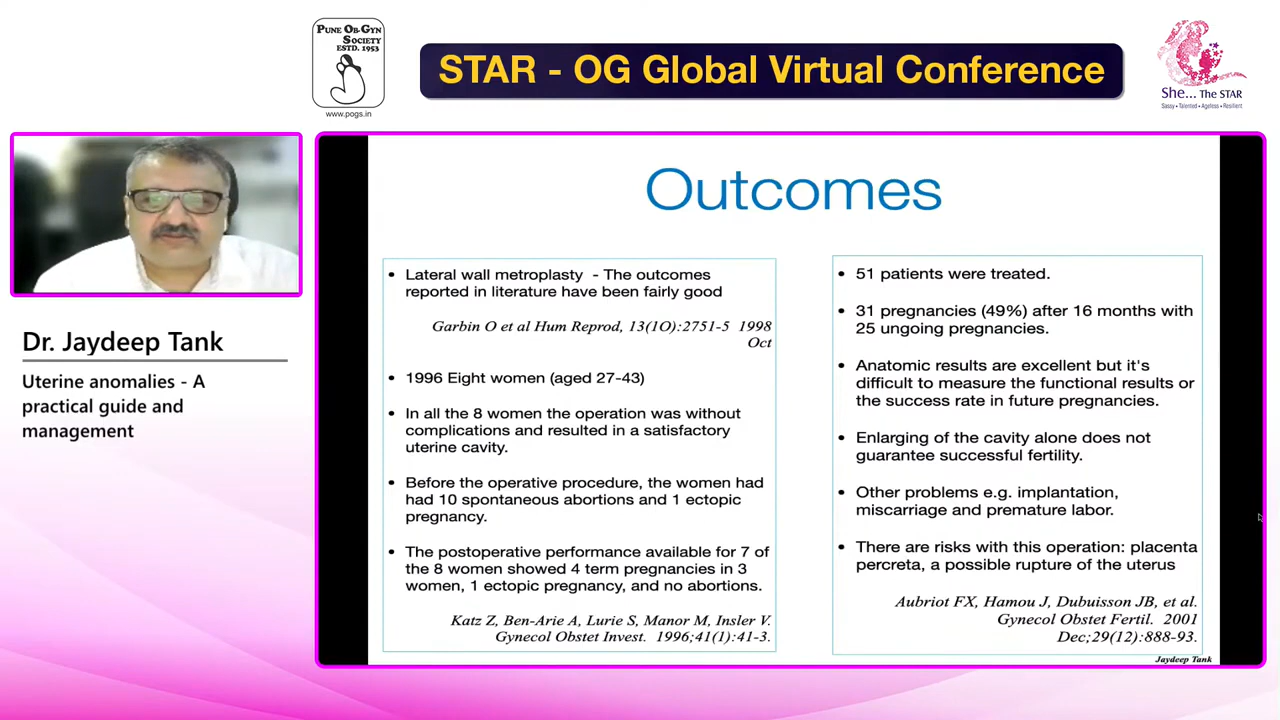 PUNE OB-GYN
SOCIETY
ESTD. 1953
www.pogs.in
STAR - OG Global Virtual Conference
She... THE STAR
Sassy • Talented • Ageless • Resilient
Dr. Jaydeep Tank
Uterine anomalies - A
practical guide and
management
Outcomes
• Lateral wall metroplasty - The outcomes
reported in literature have been fairly good
Garbin O et al Hum Reprod, 13(1O):2751-5 1998
Oct
• 1996 Eight women (aged 27-43)
• In all the 8 women the operation was without
complications and resulted in a satisfactory
uterine cavity.
• Before the operative procedure, the women had
had 10 spontaneous abortions and 1 ectopic
pregnancy.
• The postoperative performance available for 7 of
the 8 women showed 4 term pregnancies in 3
women, 1 ectopic pregnancy, and no abortions.
Katz Z, Ben-Arie A, Lurie S, Manor M, Insler V.
Gynecol Obstet Invest. 1996;41(1):41-3.
• 51 patients were treated.
• 31 pregnancies (49%) after 16 months with
25 ungoing pregnancies.
• Anatomic results are excellent but it's
difficult to measure the functional results or
the success rate in future pregnancies.
• Enlarging of the cavity alone does not
guarantee successful fertility.
• Other problems e.g. implantation,
miscarriage and premature labor.
• There are risks with this operation: placenta
percreta, a possible rupture of the uterus
Aubriot FX, Hamou J, Dubuisson JB, et al.
Gynecol Obstet Fertil. 2001
Dec;29(12):888-93.
Jaydeep Tank